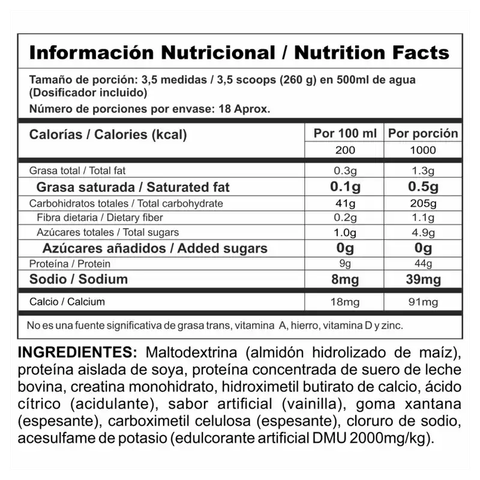 Información Nutricional / Nutrition Facts
Tamaño de porción: 3,5 medidas / 3,5 scoops (260 g) en 500ml de agua
(Dosificador incluido)
Número de porciones por envase: 18 Aprox.
Calorías / Calories (kcal) Por 100 ml Por porción
200 1000
Grasa total / Total fat 0.3g 1.3g
Grasa saturada / Saturated fat 0.1g 0.5g
Carbohidratos totales / Total carbohydrate 41g 205g
Fibra dietaria / Dietary fiber 0.2g 1.1g
Azúcares totales / Total sugars 1.0g 4.9g
Azúcares añadidos / Added sugars 0g 0g
Proteína / Protein 9g 44g
Sodio / Sodium 8mg 39mg
Calcio / Calcium 18mg 91mg
No es una fuente significativa de grasa trans, vitamina A, hierro, vitamina D y zinc.
INGREDIENTES: Maltodextrina (almidón hidrolizado de maíz),
proteína aislada de soya, proteína concentrada de suero de leche
bovina, creatina monohidrato, hidroximetil butirato de calcio, ácido
cítrico (acidulante), sabor artificial (vainilla), goma xantana
(espesante), carboximetil celulosa (espesante), cloruro de sodio,
acesulfame de potasio (edulcorante artificial DMU 2000mg/kg).